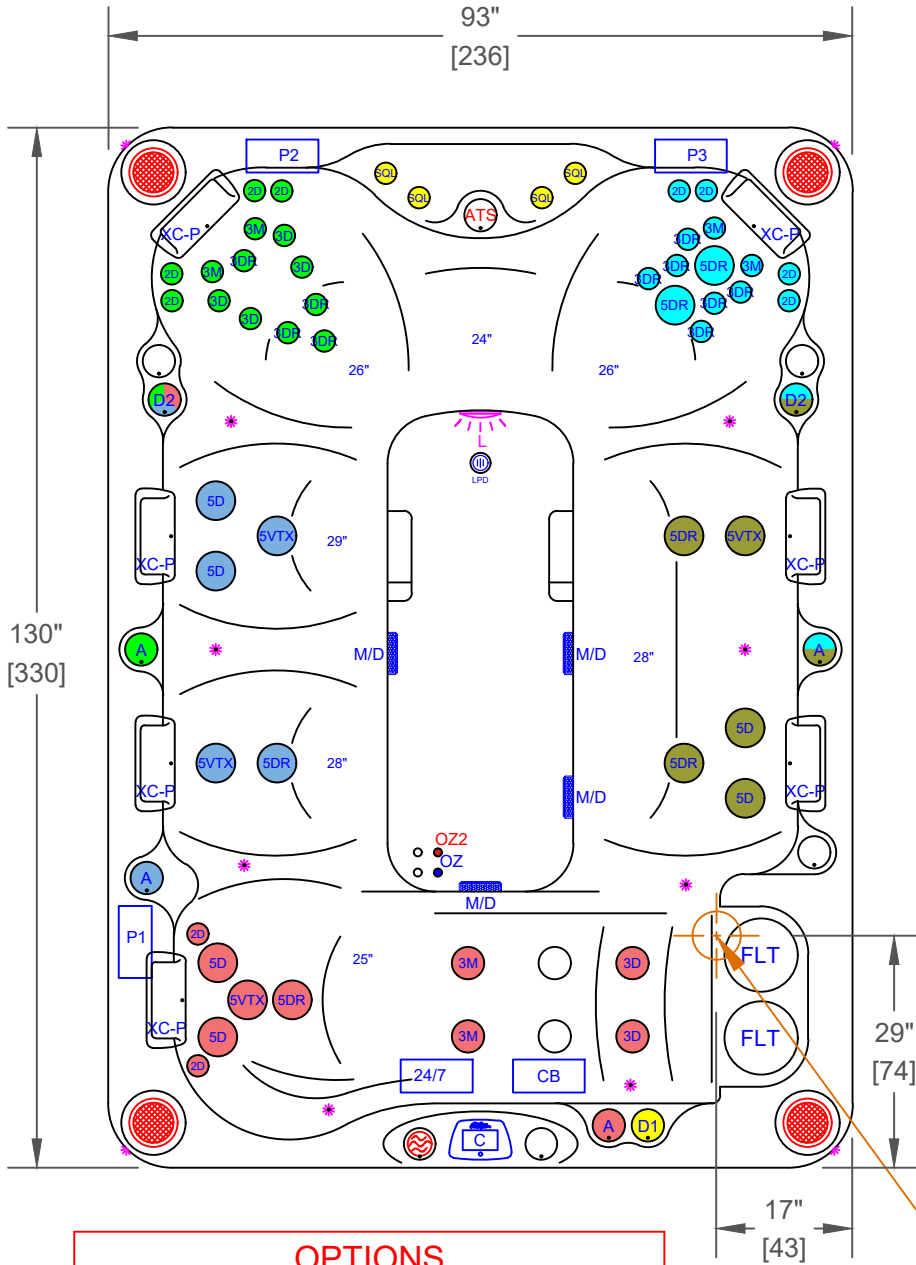 93"
[236]
P2
P3
SQL
SQL
SQL
SQL
ATS
2D 2D
2D 2D
XC-P
XC-P
3M
3D
3DR
3M
3DR
3M
3D
2D
3DR
5DR
3M
2D
2D
3D
3DR
3DR
5DR
3DR
3DR
2D
3D
3DR
3DR
3DR
24"
26"
26"
D2
D2
L
LPD
5D
5VTX
29"
5D
XC-P
5DR
5VTX
XC-P
130"
[330]
A
M/D
M/D
28"
A
5VTX
5DR
28"
XC-P
5D
5DR
5D
XC-P
M/D
OZ2
OZ
A
M/D
P1
2D
5D
25"
5VTX
5DR
5D
2D
XC-P
3M
3D
3M
3D
FLT
FLT
29"
[74]
24/7
CB
C
A
D1
17"
[43]
OPTIONS